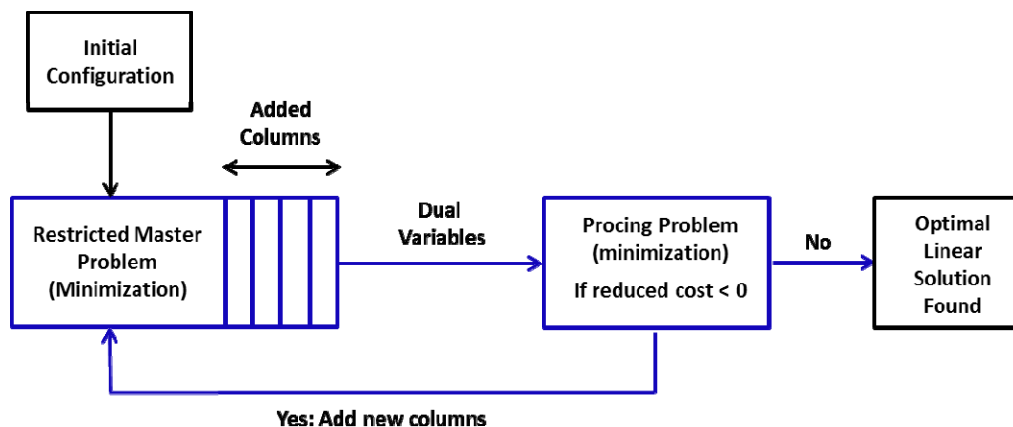 Initial
Configuration
Added
Columns
Restricted Master
Problem
(Minimization)
Dual
Variables
Procing Problem
(minimization)
If reduced cost < 0
No
Optimal
Linear
Solution
Found
Yes: Add new columns